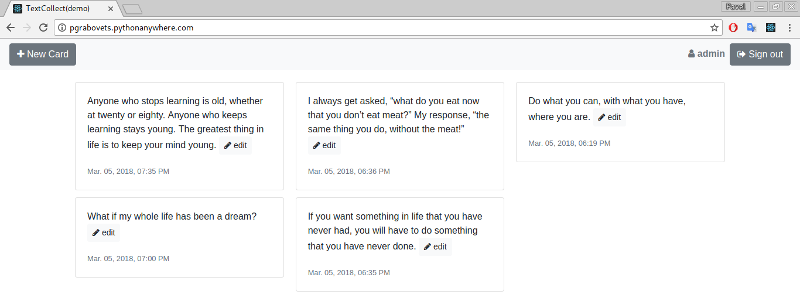 TextCollect(demo)
Pavel
pgrabovets.pythonanywhere.com
New Card
admin
Sign out
Anyone who stops learning is old, whether
at twenty or eighty. Anyone who keeps
learning stays young. The greatest thing in
life is to keep your mind young. edit
Mar. 05, 2018, 07:35 PM
What if my whole life has been a dream?
edit
Mar. 05, 2018, 07:00 PM
I always get asked, “what do you eat now
that you don't eat meat?” My response, “the
same thing you do, without the meat!”
edit
Mar. 05, 2018, 06:36 PM
If you want something in life that you have
never had, you will have to do something
that you have never done. edit
Mar. 05, 2018, 06:35 PM
Do what you can, with what you have,
where you are. edit
Mar. 05, 2018, 06:19 PM